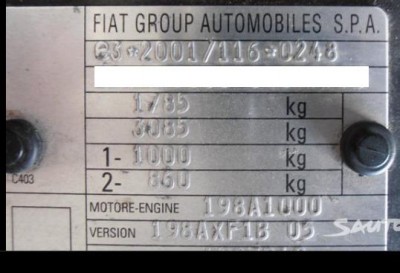 FIAT GROUP AUTOMOBILES S.P.A.
*2001/116*0248
1785 kg
3085 kg
1- 1000 kg
2- 860 kg
C403
MOTORE-ENGINE 198A1000
VERSION 198AXF1B 05
SAUTO